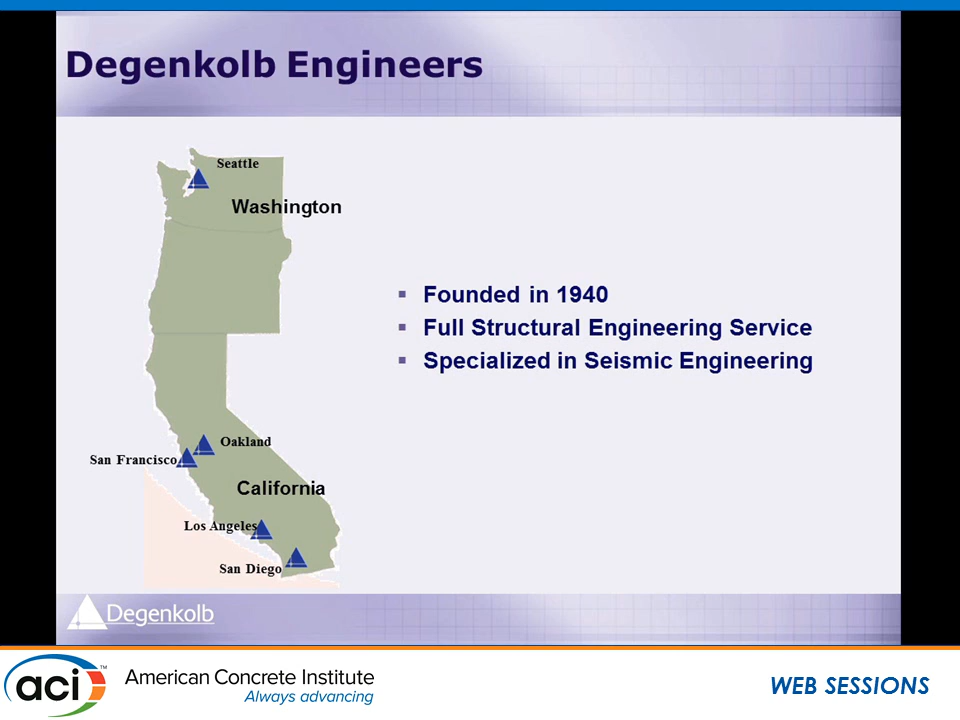 Degenkolb Engineers
Seattle
Washington
▪ Founded in 1940
▪ Full Structural Engineering Service
▪ Specialized in Seismic Engineering
Oakland
San Francisco
California
Los Angeles
San Diego
Degenkolb
aci™
American Concrete Institute
Always advancing
WEB SESSIONS